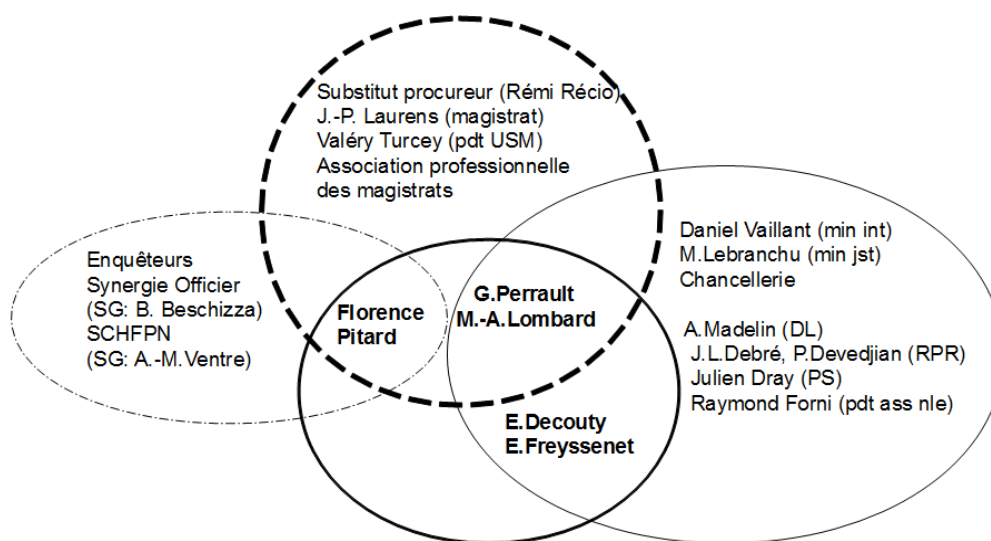 Substitut procureur (Rémi Récio)
J.-P. Laurens (magistrat)
Valéry Turcey (pdt USM)
Association professionnelle
des magistrats
Enquêteurs
Synergie Officier
(SG: B. Beschizza)
SCHFPN
(SG: A.-M.Ventre)
Florence
Pitard
G.Perrault
M.-A.Lombard
E.Decouty
E.Freyssenet
Daniel Vaillant (min int)
M.Lebranchu (min jst)
Chancellerie
A.Madelin (DL)
J.L.Debré, P.Devedjian (RPR)
Julien Dray (PS)
Raymond Forni (pdt ass nle)